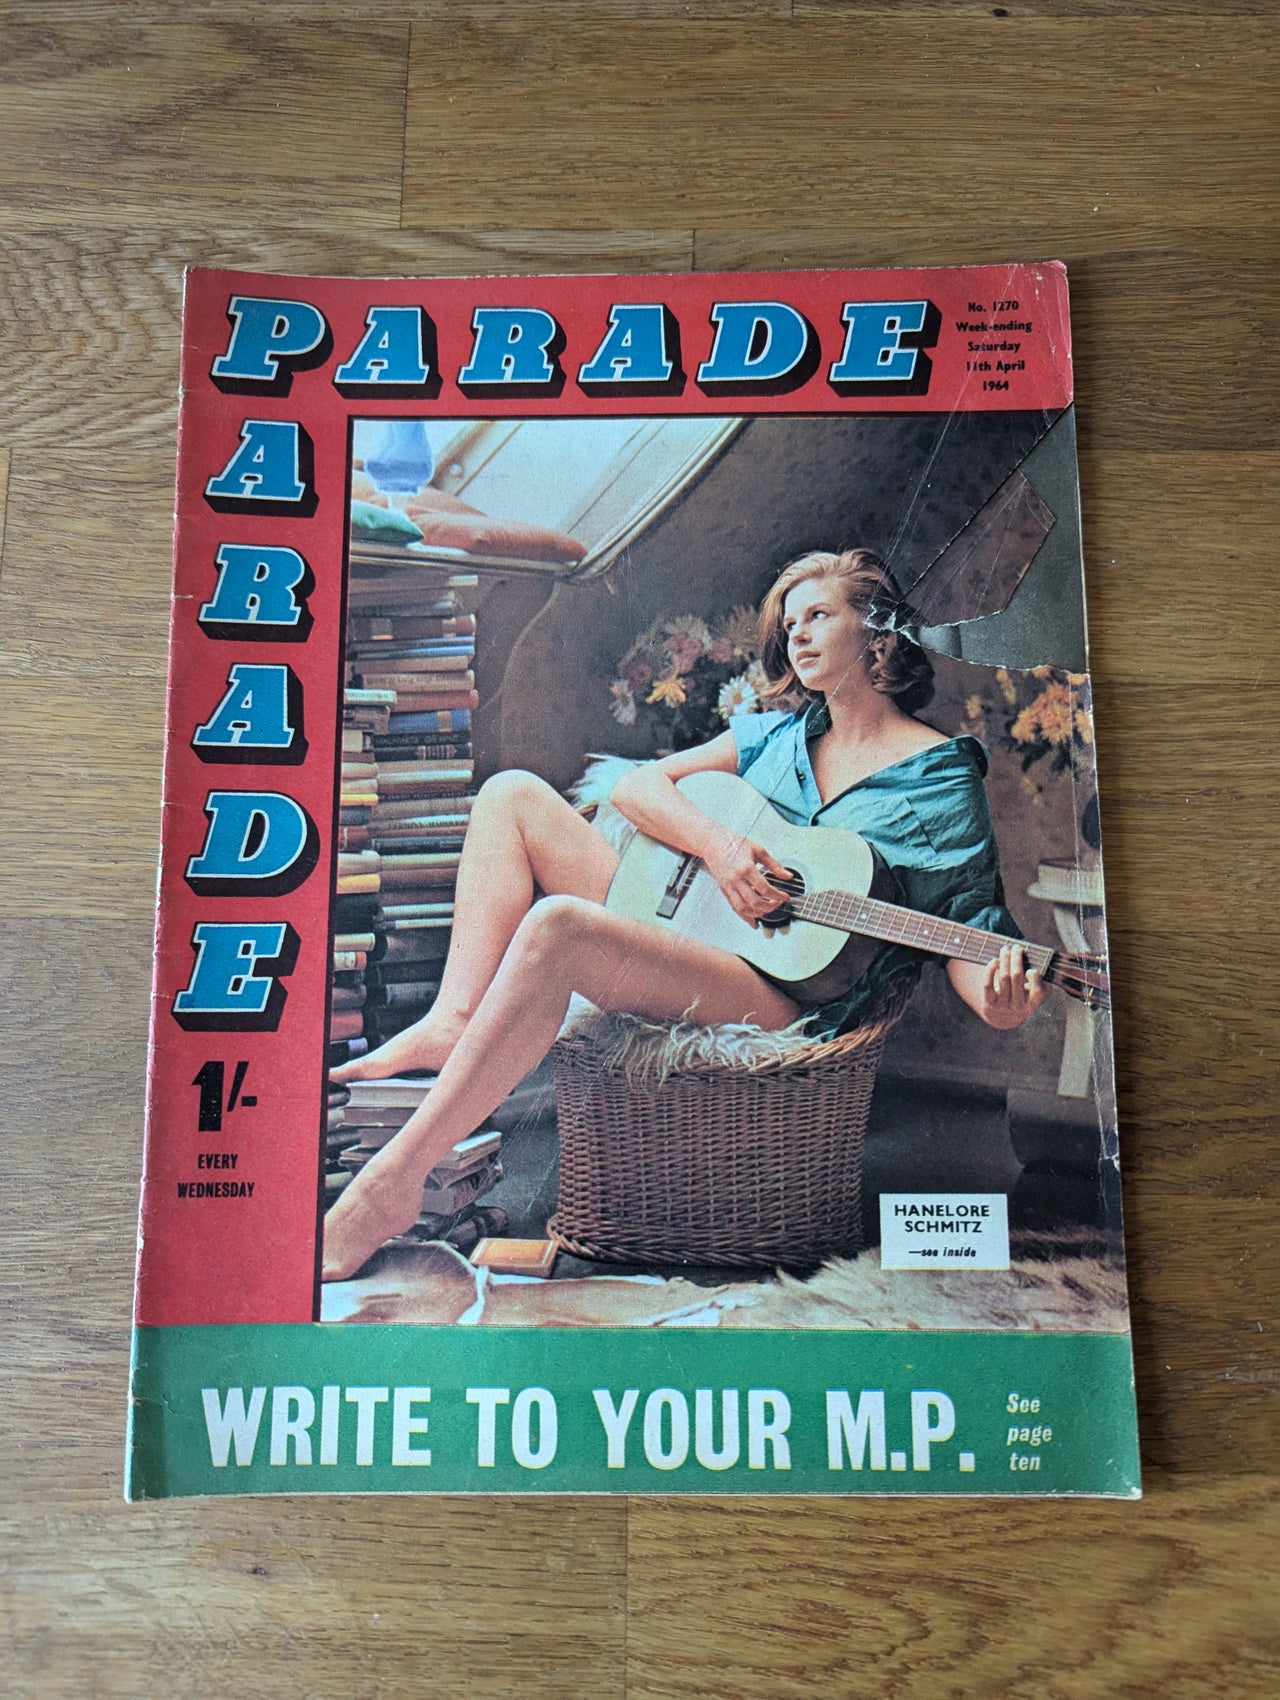 PARADE
No. 1270
Week-ending
Saturday
11th April
1964
PARADE
1/-
EVERY
WEDNESDAY
HANELORE
SCHMITZ
—see inside
WRITE TO YOUR M.P.
See
page
ten